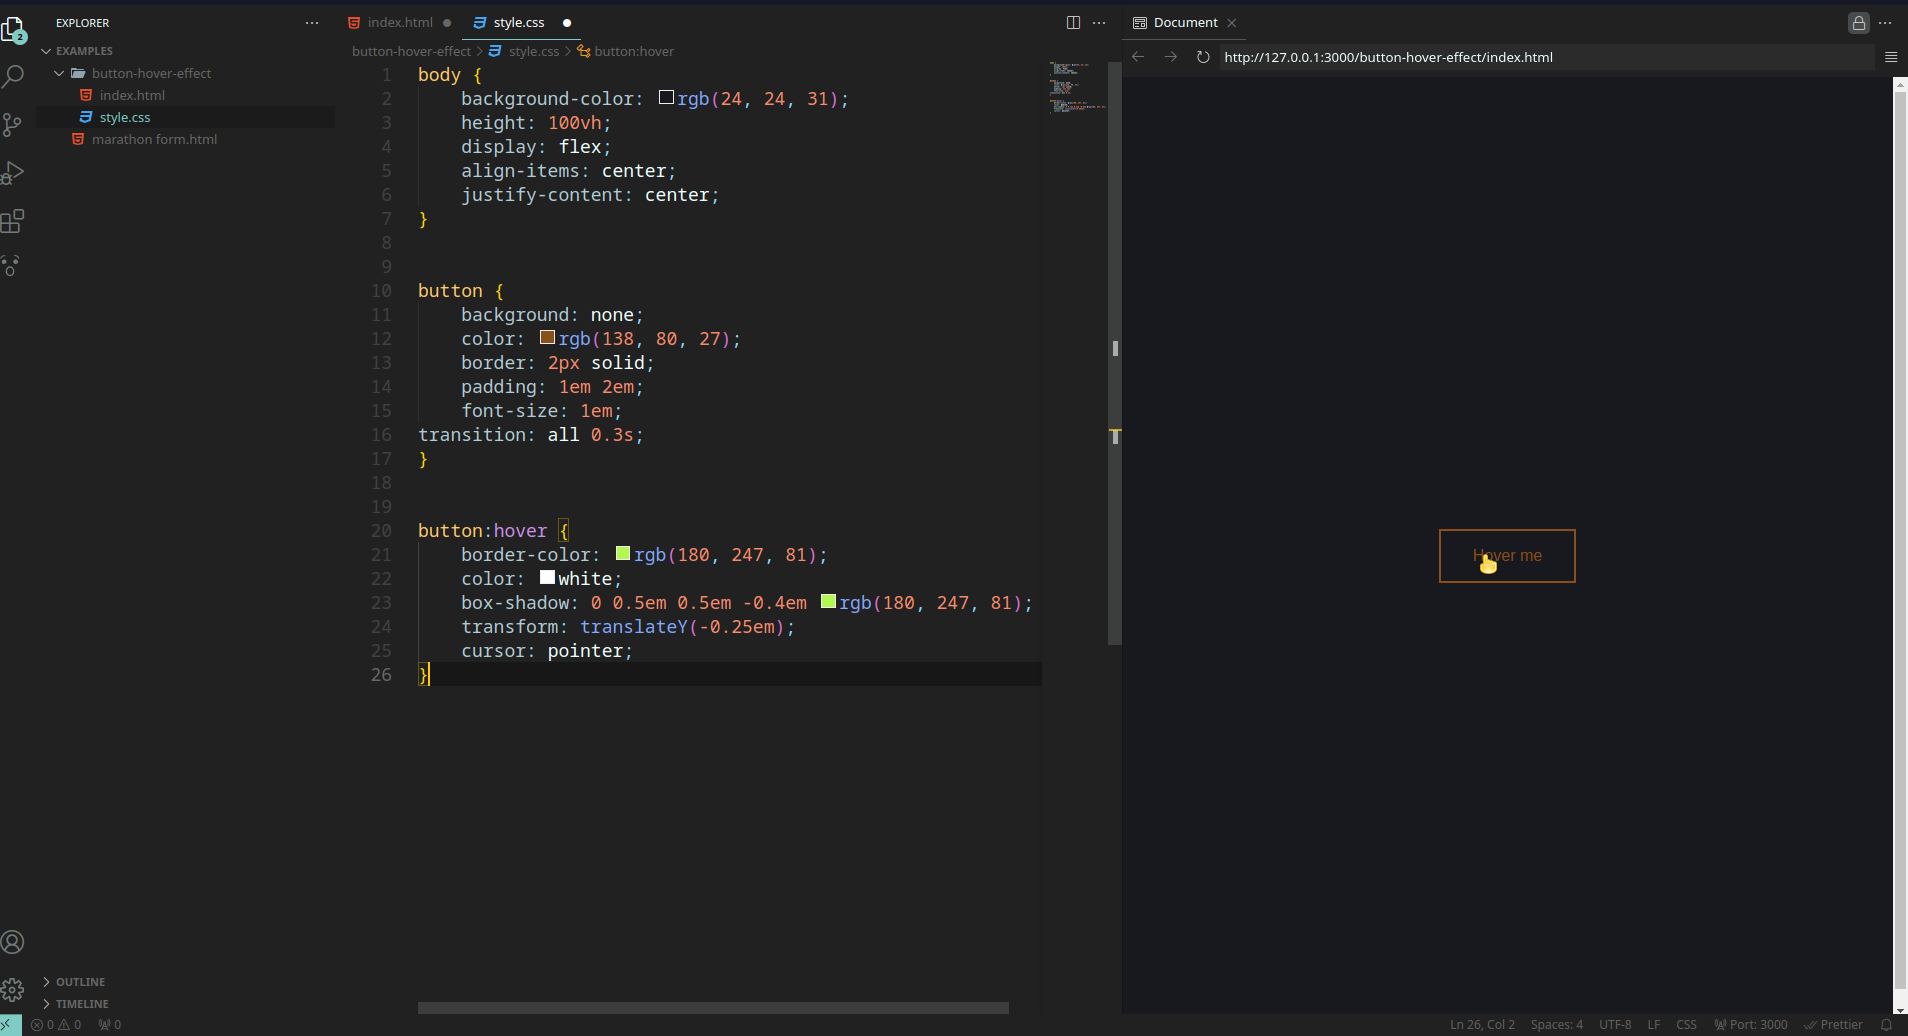 EXPLORER
EXAMPLES
button-hover-effect
index.html
style.css
marathon form.html
2
OUTLINE
TIMELINE
index.html
style.css
button-hover-effect > style.css > button:hover
1 body {
2 background-color: rgb(24, 24, 31);
3 height: 100vh;
4 display: flex;
5 align-items: center;
6 justify-content: center;
7 }
8
9
10 button {
11 background: none;
12 color: rgb(138, 80, 27);
13 border: 2px solid;
14 padding: 1em 2em;
15 font-size: 1em;
16 transition: all 0.3s;
17 }
18
19
20 button:hover {
21 border-color: rgb(180, 247, 81);
22 color: white;
23 box-shadow: 0 0.5em 0.5em -0.4em rgb(180, 247, 81);
24 transform: translateY(-0.25em);
25 cursor: pointer;
26 }
Document
http://127.0.0.1:3000/button-hover-effect/index.html
Hover me
0 0 0 Ln 26, Col 2 Spaces: 4 UTF-8 LF CSS Port: 3000 Prettier